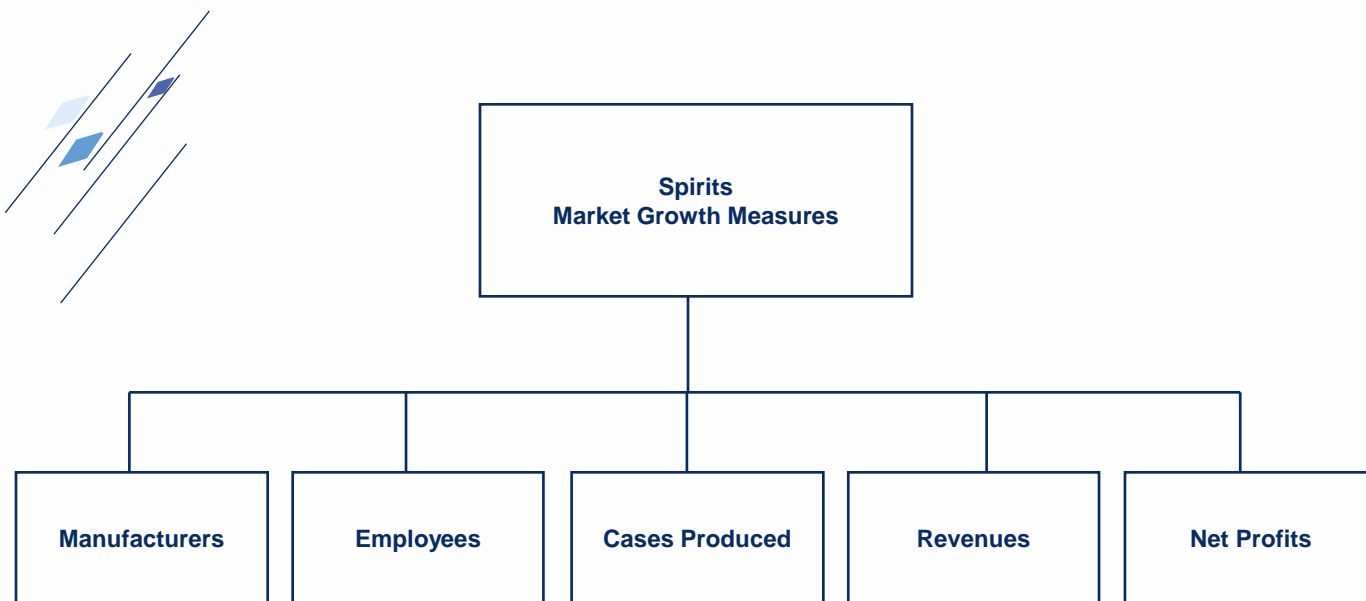 Spirits
Market Growth Measures
Manufacturers
Employees
Cases Produced
Revenues
Net Profits